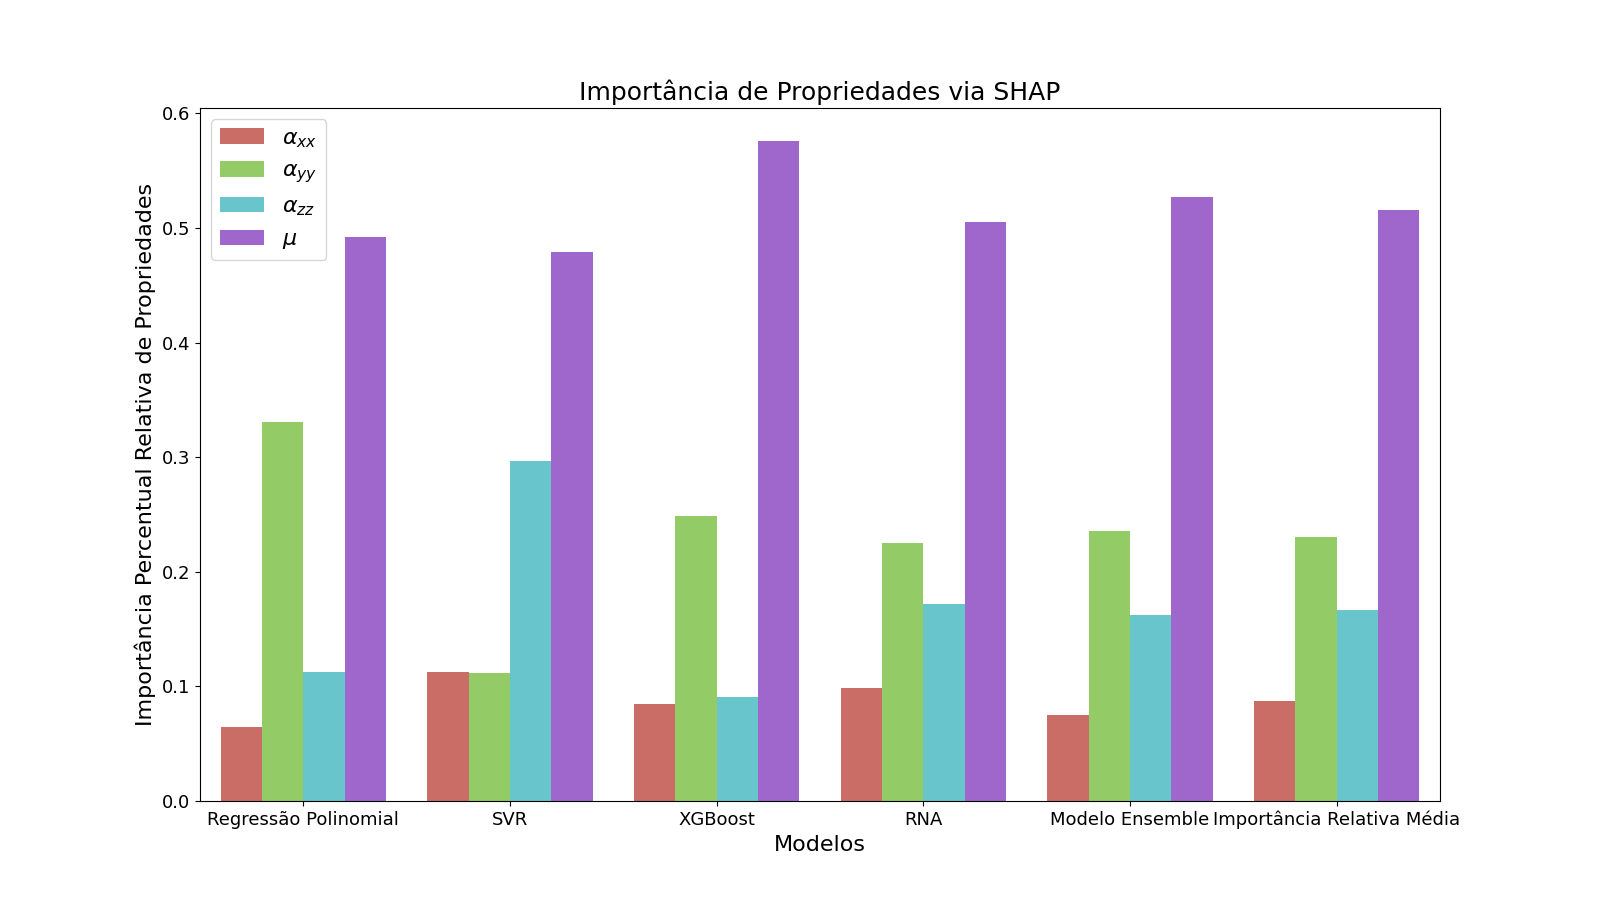 Importância de Propriedades via SHAP
Importância Percentual Relativa de Propriedades
0.6
0.5
0.4
0.3
0.2
0.1
0.0
αxx
αyy
αzz
μ
Regressão Polinomial
SVR
XGBoost
RNA
Modelo Ensemble
Importância Relativa Média
Modelos